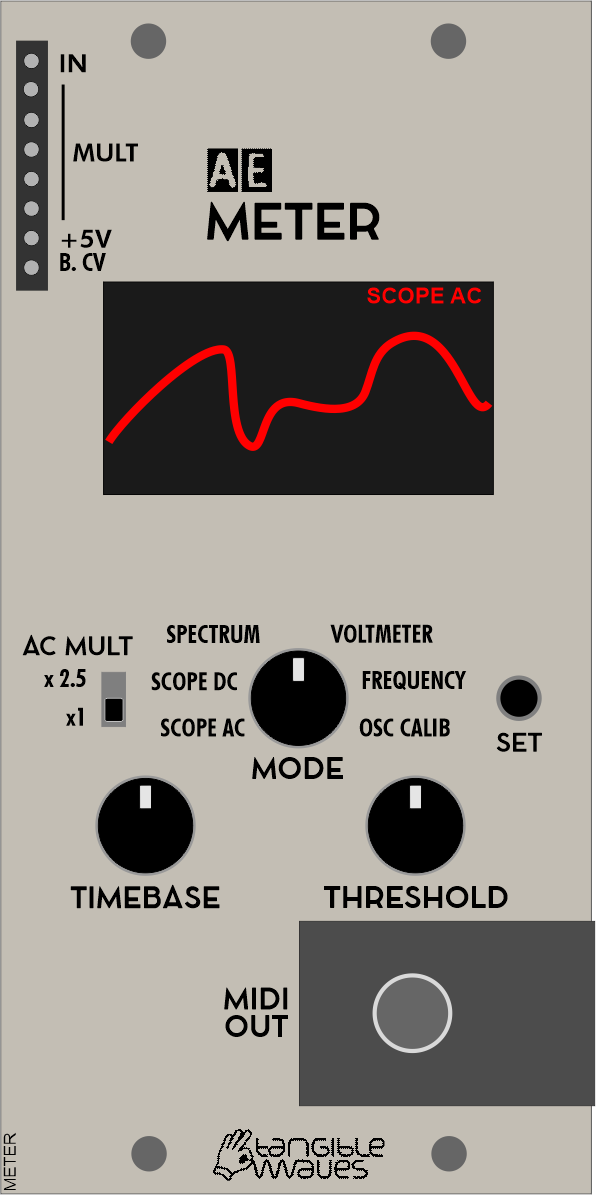 IN
MULT
+5V
B. CV
AE
METER
SCOPE AC
SPECTRUM
VOLTMETER
AC MULT
x 2.5
SCOPE DC
FREQUENCY
x1
SCOPE AC
OSC CALIB
SET
MODE
TIMEBASE
THRESHOLD
MIDI
OUT
METER
tangible
waves